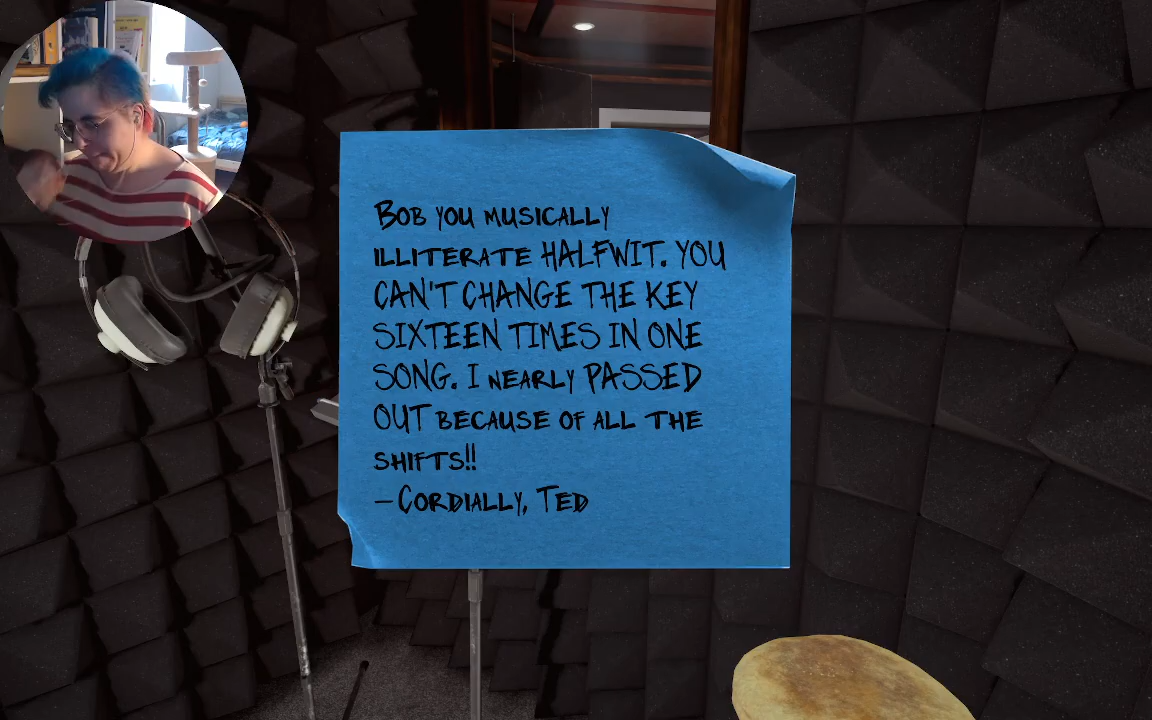 Bob you musically
illiterate HALFWIT. YOU
CAN'T CHANGE THE KEY
SIXTEEN TIMES IN ONE
SONG. I nearly PASSED
OUT because of all the
shifts!!
–Cordially, Ted